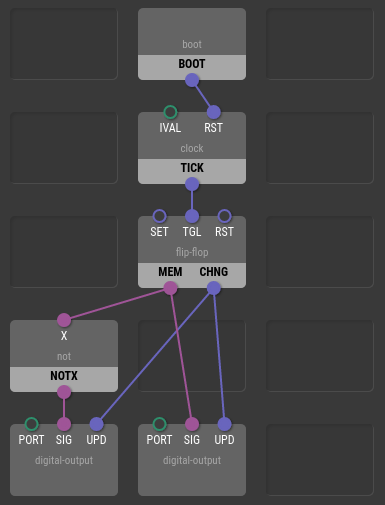 boot
BOOT
IVAL RST
clock
TICK
SET TGL RST
flip-flop
MEM CHNG
X
not
NOTX
PORT SIG UPD PORT SIG UPD
digital-output digital-output